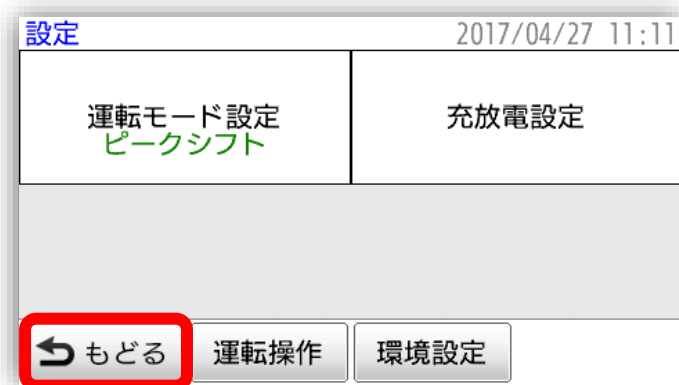 設定 2017/04/27 11:11
運転モード設定 充放電設定
ピークシフト
もどる 運転操作 環境設定